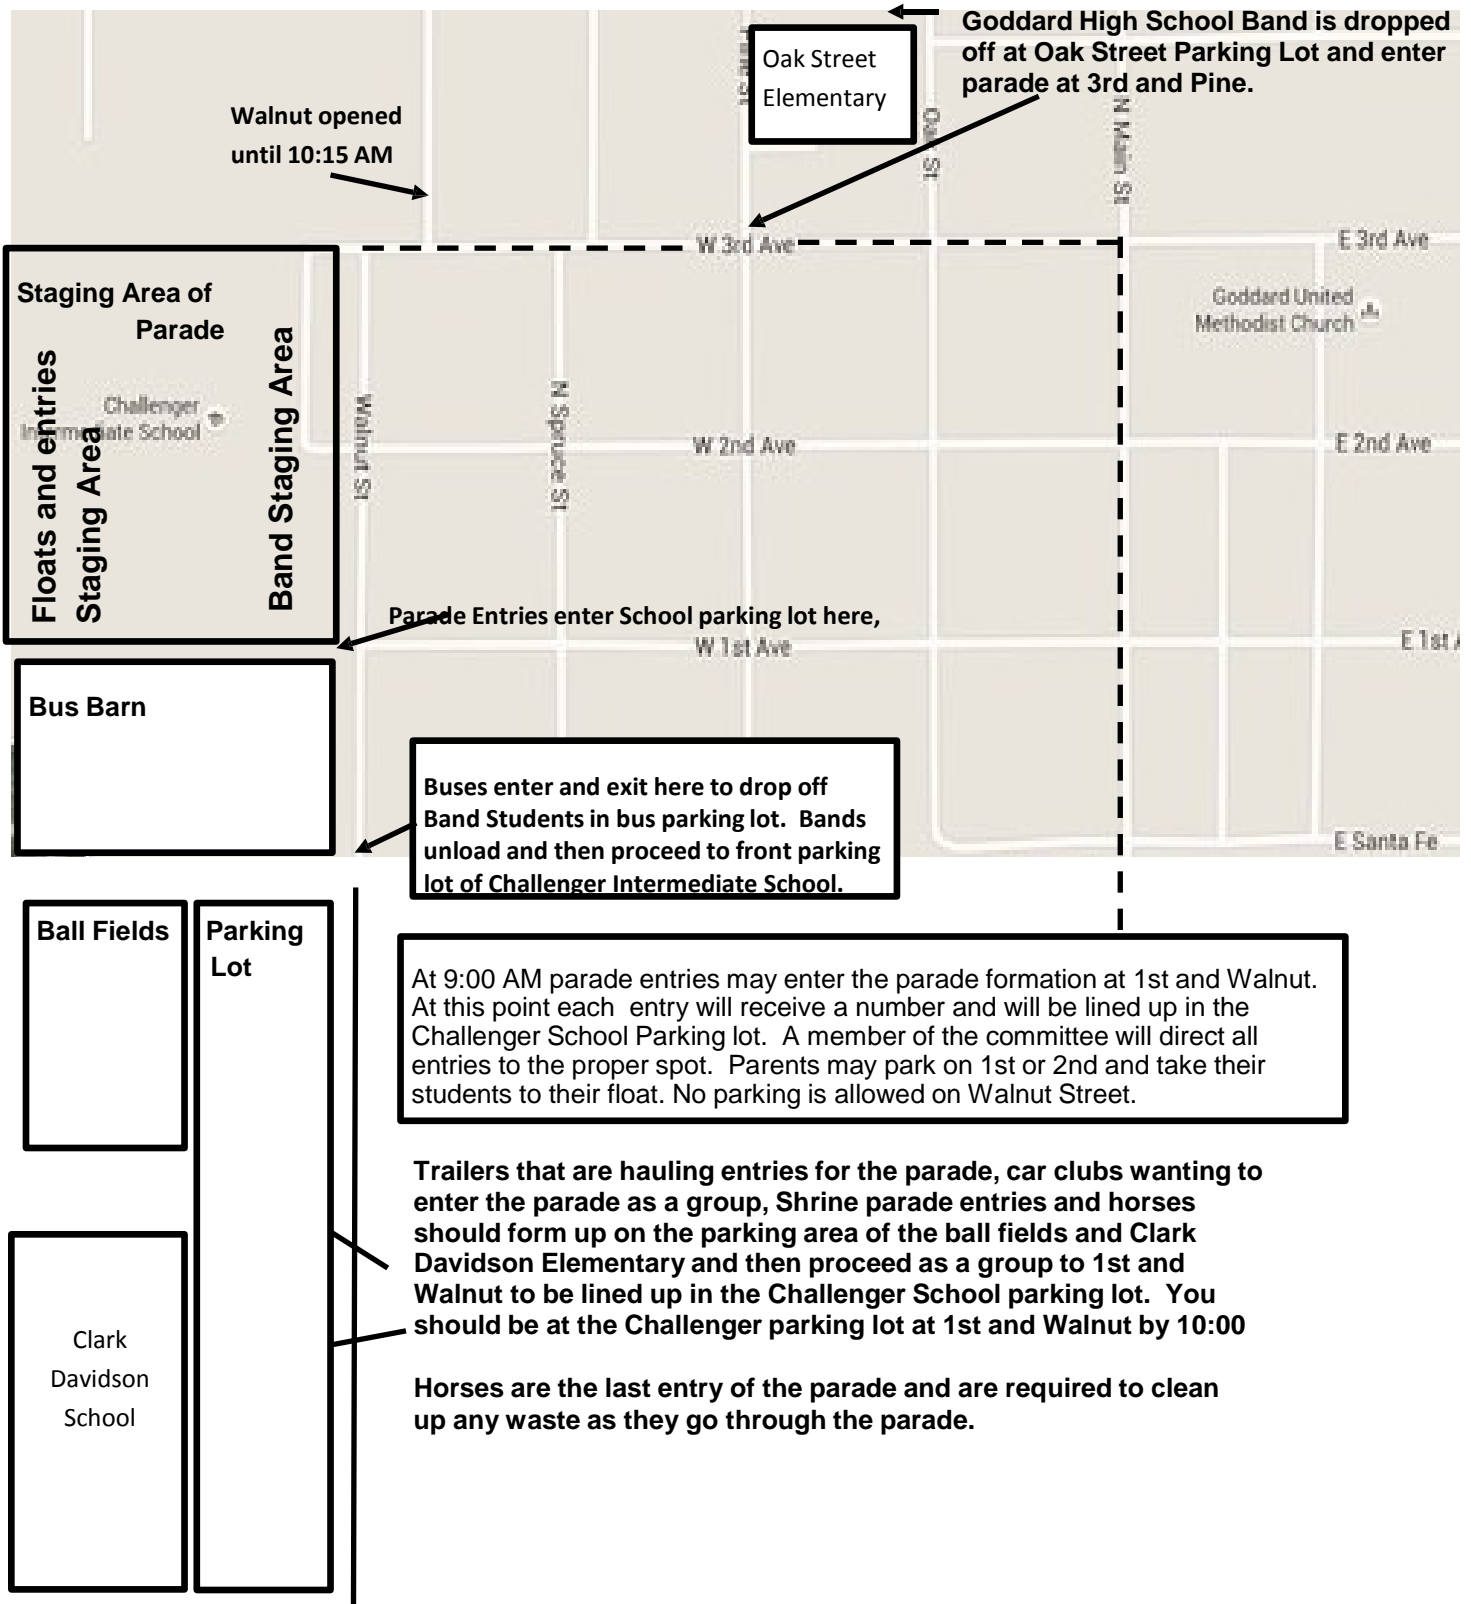 Goddard High School Band is dropped
off at Oak Street Parking Lot and enter
parade at 3rd and Pine.
Oak Street
Elementary
Walnut opened
until 10:15 AM
Oak St
N Main St
W 3rd Ave
E 3rd Ave
Staging Area of
Parade
Goddard United
Methodist Church
Floats and entries
Staging Area
Challenger
Intermediate School
Band Staging Area
Walnut St
N Spruce St
W 2nd Ave
E 2nd Ave
Parade Entries enter School parking lot here,
W 1st Ave
E 1st A
Bus Barn
Buses enter and exit here to drop off
Band Students in bus parking lot.  Bands
unload and then proceed to front parking
lot of Challenger Intermediate School.
E Santa Fe
Ball Fields
Parking
Lot
At 9:00 AM parade entries may enter the parade formation at 1st and Walnut.
At this point each  entry will receive a number and will be lined up in the
Challenger School Parking lot.  A member of the committee will direct all
entries to the proper spot.  Parents may park on 1st or 2nd and take their
students to their float. No parking is allowed on Walnut Street.
Trailers that are hauling entries for the parade, car clubs wanting to
enter the parade as a group, Shrine parade entries and horses
should form up on the parking area of the ball fields and Clark
Davidson Elementary and then proceed as a group to 1st and
Walnut to be lined up in the Challenger School parking lot.  You
should be at the Challenger parking lot at 1st and Walnut by 10:00
Clark
Davidson
School
Horses are the last entry of the parade and are required to clean
up any waste as they go through the parade.